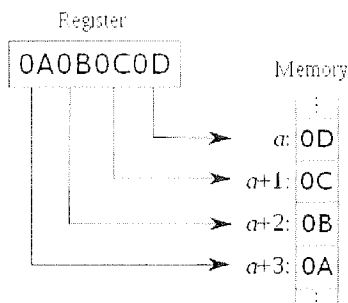 Register
0A0B0C0D
Memory
a: 0D
a+1: 0C
a+2: 0B
a+3: 0A